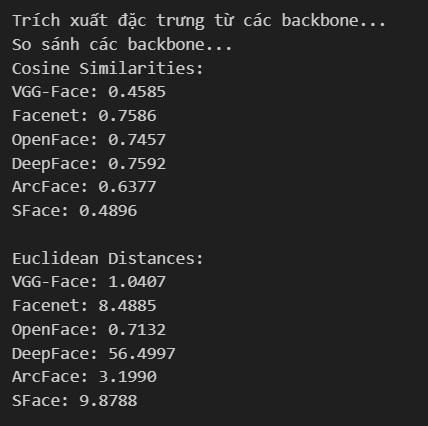 Trích xuất đặc trưng từ các backbone...
So sánh các backbone...
Cosine Similarities:
VGG-Face: 0.4585
Facenet: 0.7586
OpenFace: 0.7457
DeepFace: 0.7592
ArcFace: 0.6377
SFace: 0.4896

Euclidean Distances:
VGG-Face: 1.0407
Facenet: 8.4885
OpenFace: 0.7132
DeepFace: 56.4997
ArcFace: 3.1990
SFace: 9.8788